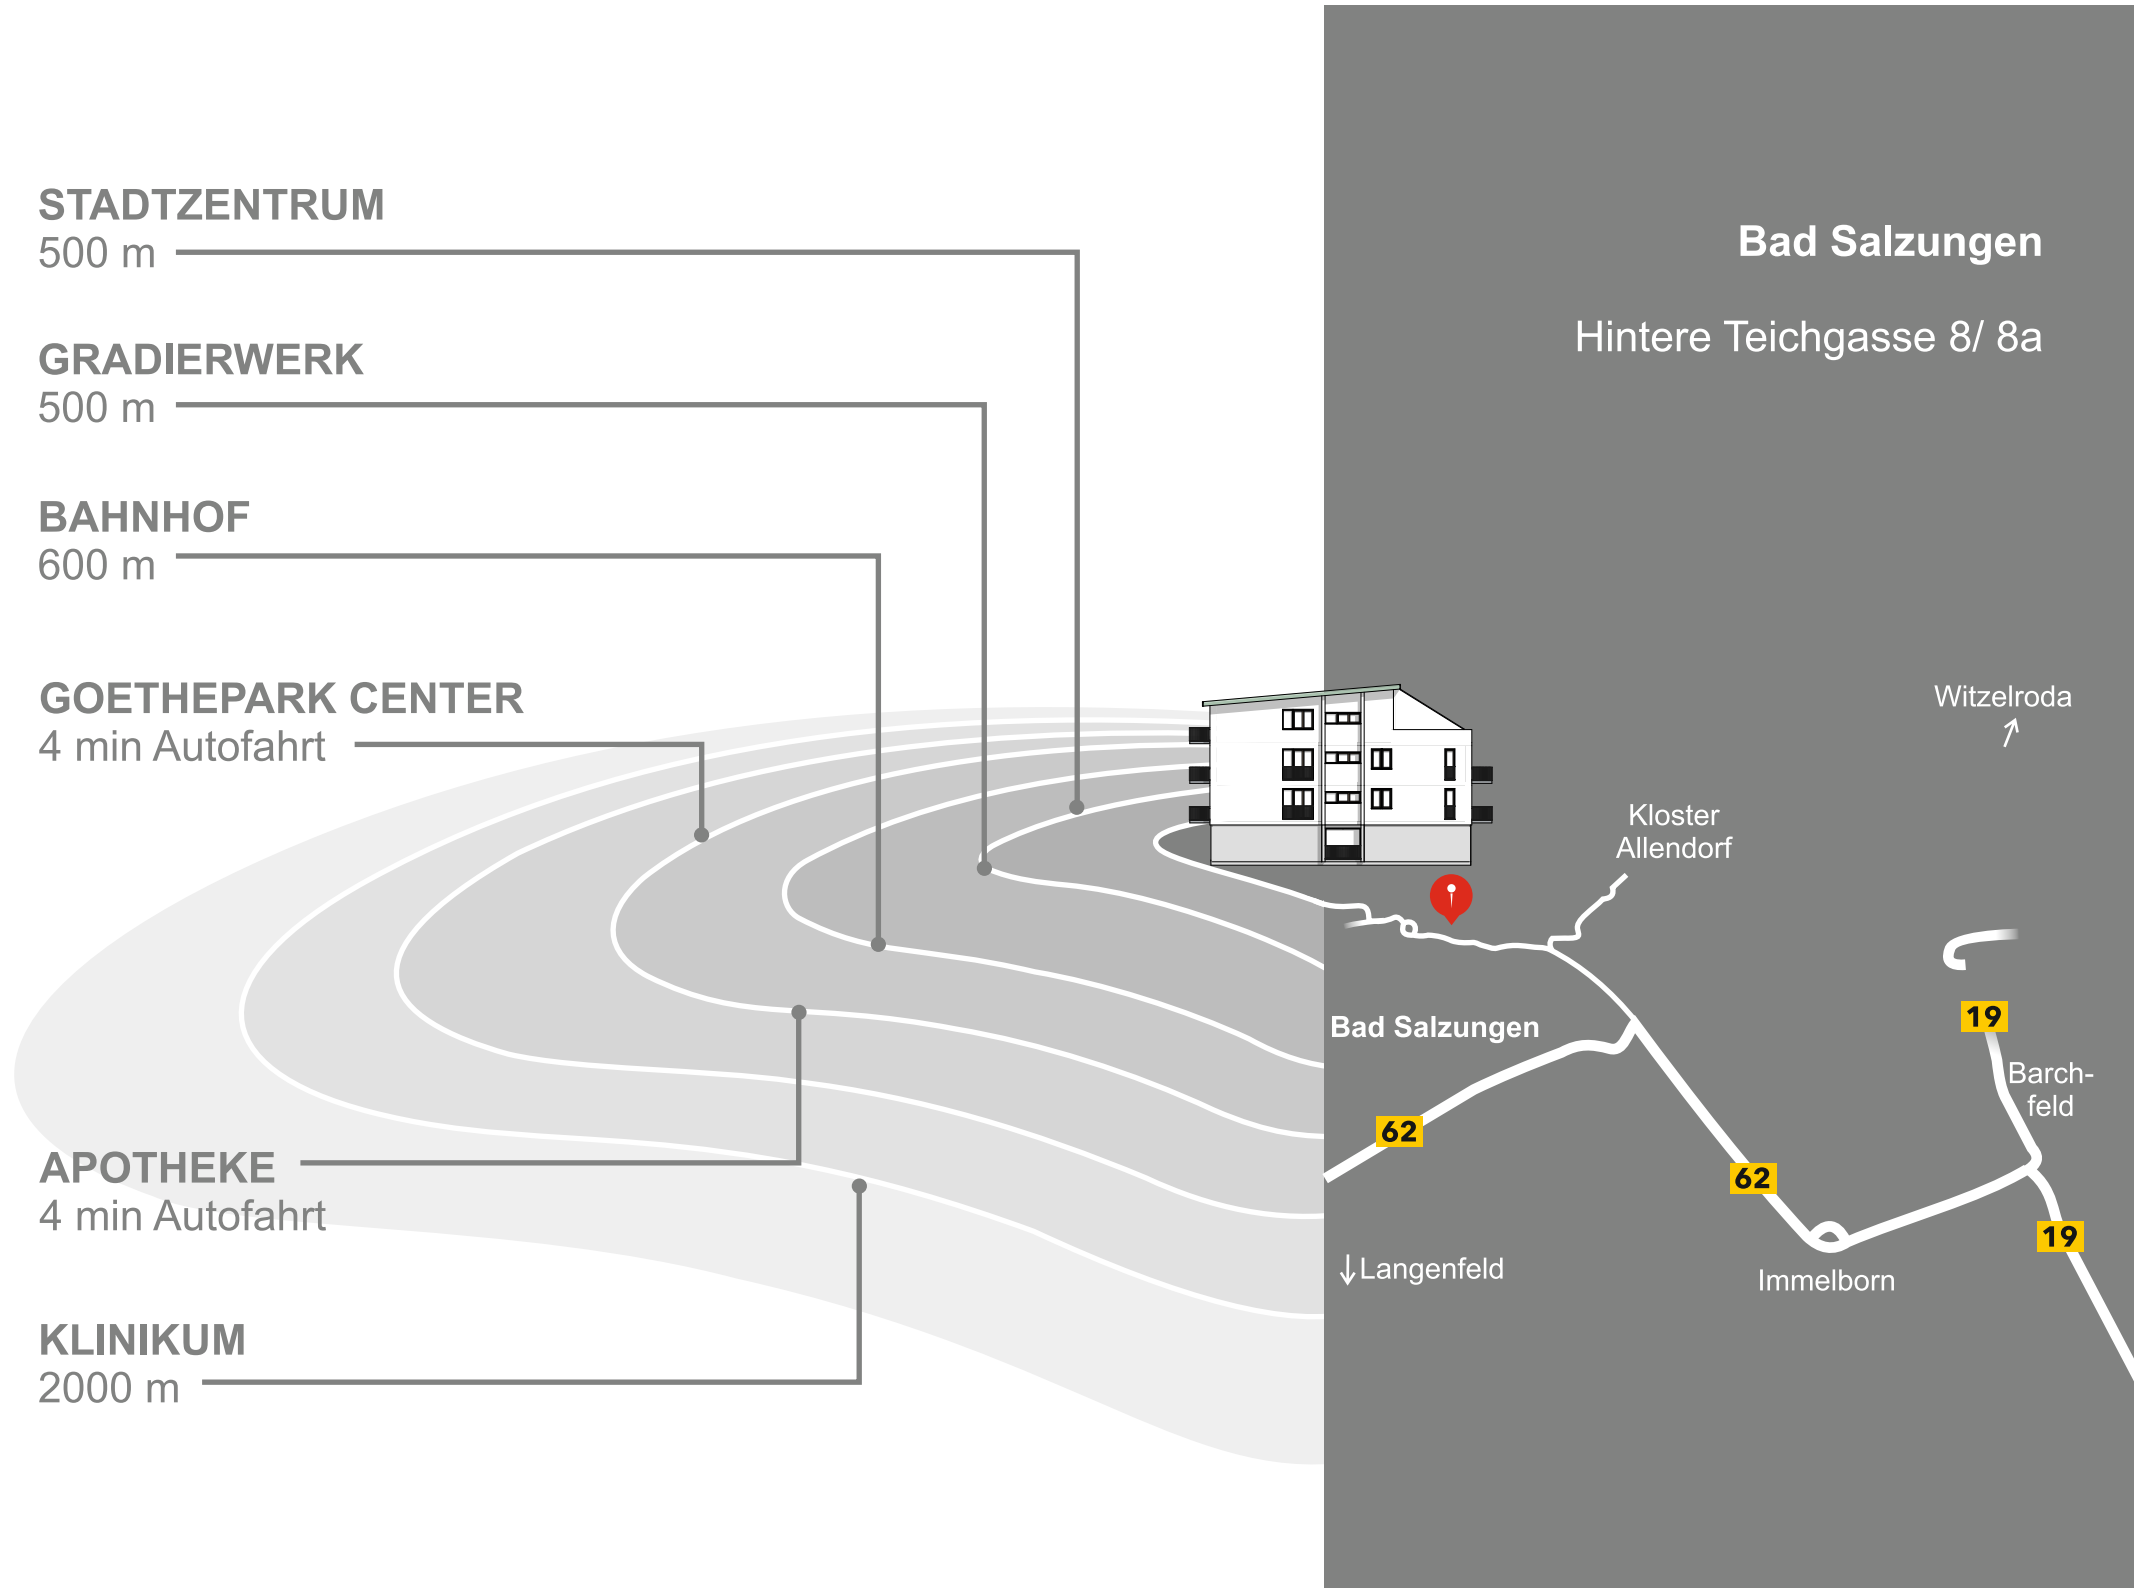 STADTZENTRUM
500 m
GRADIERWERK
500 m
BAHNHOF
600 m
GOETHEPARK CENTER
4 min Autofahrt
APOTHEKE
4 min Autofahrt
KLINIKUM
2000 m
Bad Salzungen
Hintere Teichgasse 8/ 8a
Witzelroda
Kloster
Allendorf
Bad Salzungen
19
Barch-
feld
62
62
19
Langenfeld
Immelborn